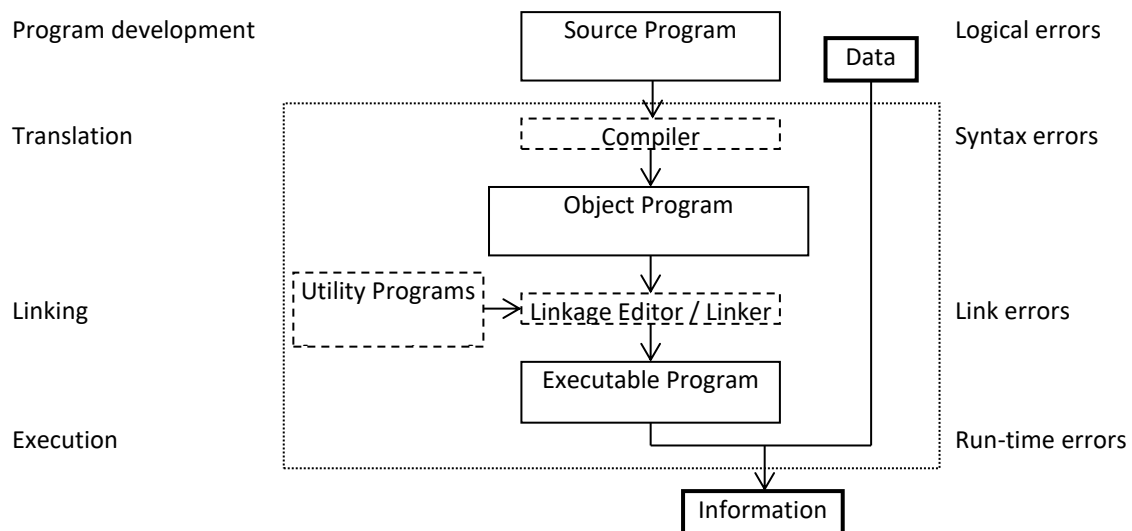 Program development
Source Program
Logical errors
Data
Translation
Compiler
Syntax errors
Object Program
Utility Programs
Linking
Linkage Editor / Linker
Link errors
Executable Program
Execution
Run-time errors
Information